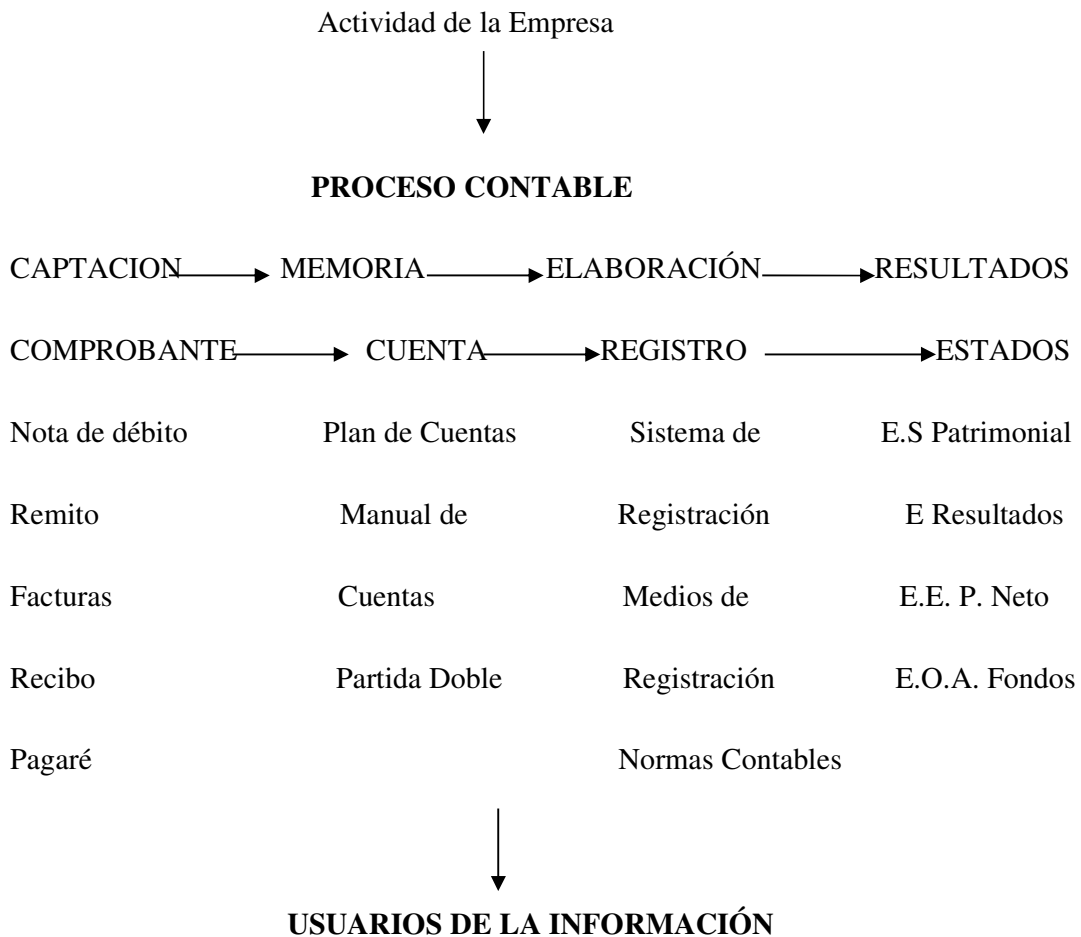 Actividad de la Empresa
PROCESO CONTABLE
CAPTACION MEMORIA ELABORACIÓN RESULTADOS
COMPROBANTE CUENTA REGISTRO ESTADOS
Nota de débito Plan de Cuentas Sistema de E.S Patrimonial
Remito Manual de Registración E Resultados
Facturas Cuentas Medios de E.E. P. Neto
Recibo Partida Doble Registración E.O.A. Fondos
Pagaré Normas Contables
USUARIOS DE LA INFORMACIÓN